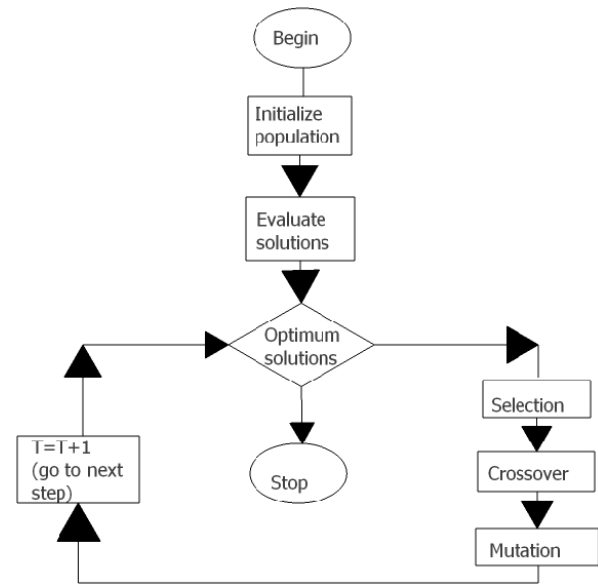 Begin
Initialize
population
Evaluate
solutions
Optimum
solutions
Selection
T=T+1
(go to next
step)
Stop
Crossover
Mutation